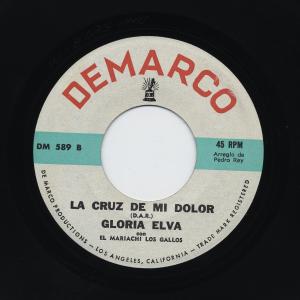 DEMARCO
DM 589 B
45 RPM
Arreglo de
Pedro Rey
LA CRUZ DE MI DOLOR
(D.A.R.)
GLORIA ELVA
con
EL MARIACHI LOS GALLOS
DE MARCO PRODUCTIONS - LOS ANGELES, CALIFORNIA - TRADE MARK REGISTERED